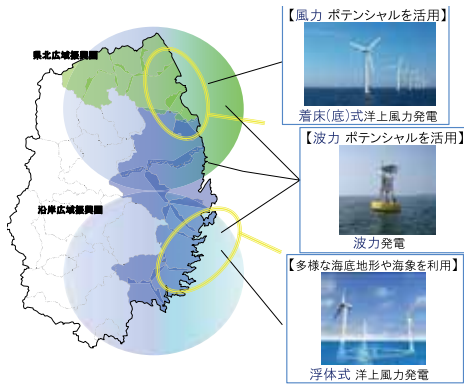 県北広域振興圏
沿岸広域振興圏
【風力 ポテンシャルを活用】
着床(底)式洋上風力発電
【波力 ポテンシャルを活用】
波力発電
【多様な海底地形や海象を利用】
浮体式 洋上風力発電